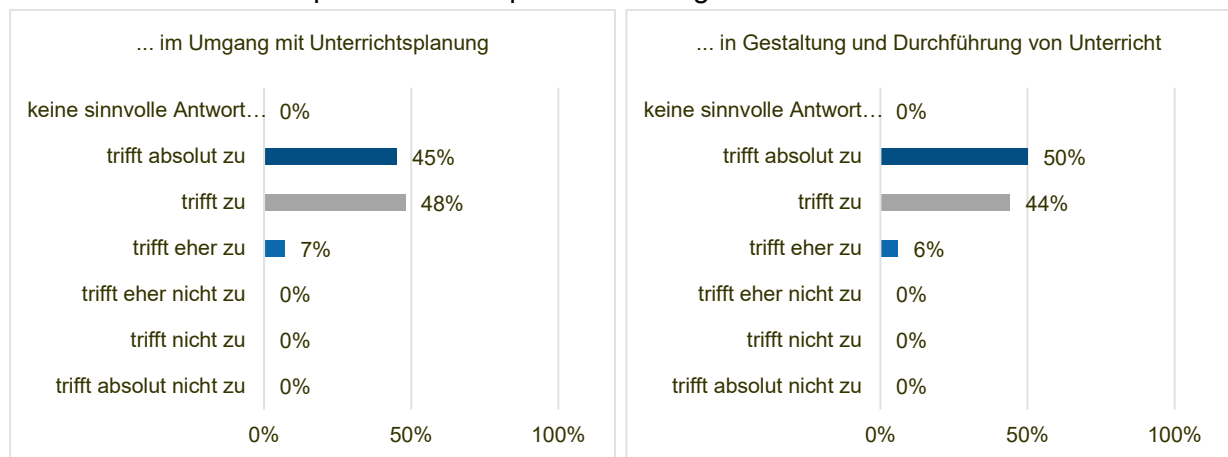 ... im Umgang mit Unterrichtsplanung
keine sinnvolle Antwort… 0%
trifft absolut zu 45%
trifft zu 48%
trifft eher zu 7%
trifft eher nicht zu 0%
trifft nicht zu 0%
trifft absolut nicht zu 0%
0% 50% 100%
... in Gestaltung und Durchführung von Unterricht
keine sinnvolle Antwort… 0%
trifft absolut zu 50%
trifft zu 44%
trifft eher zu 6%
trifft eher nicht zu 0%
trifft nicht zu 0%
trifft absolut nicht zu 0%
0% 50% 100%